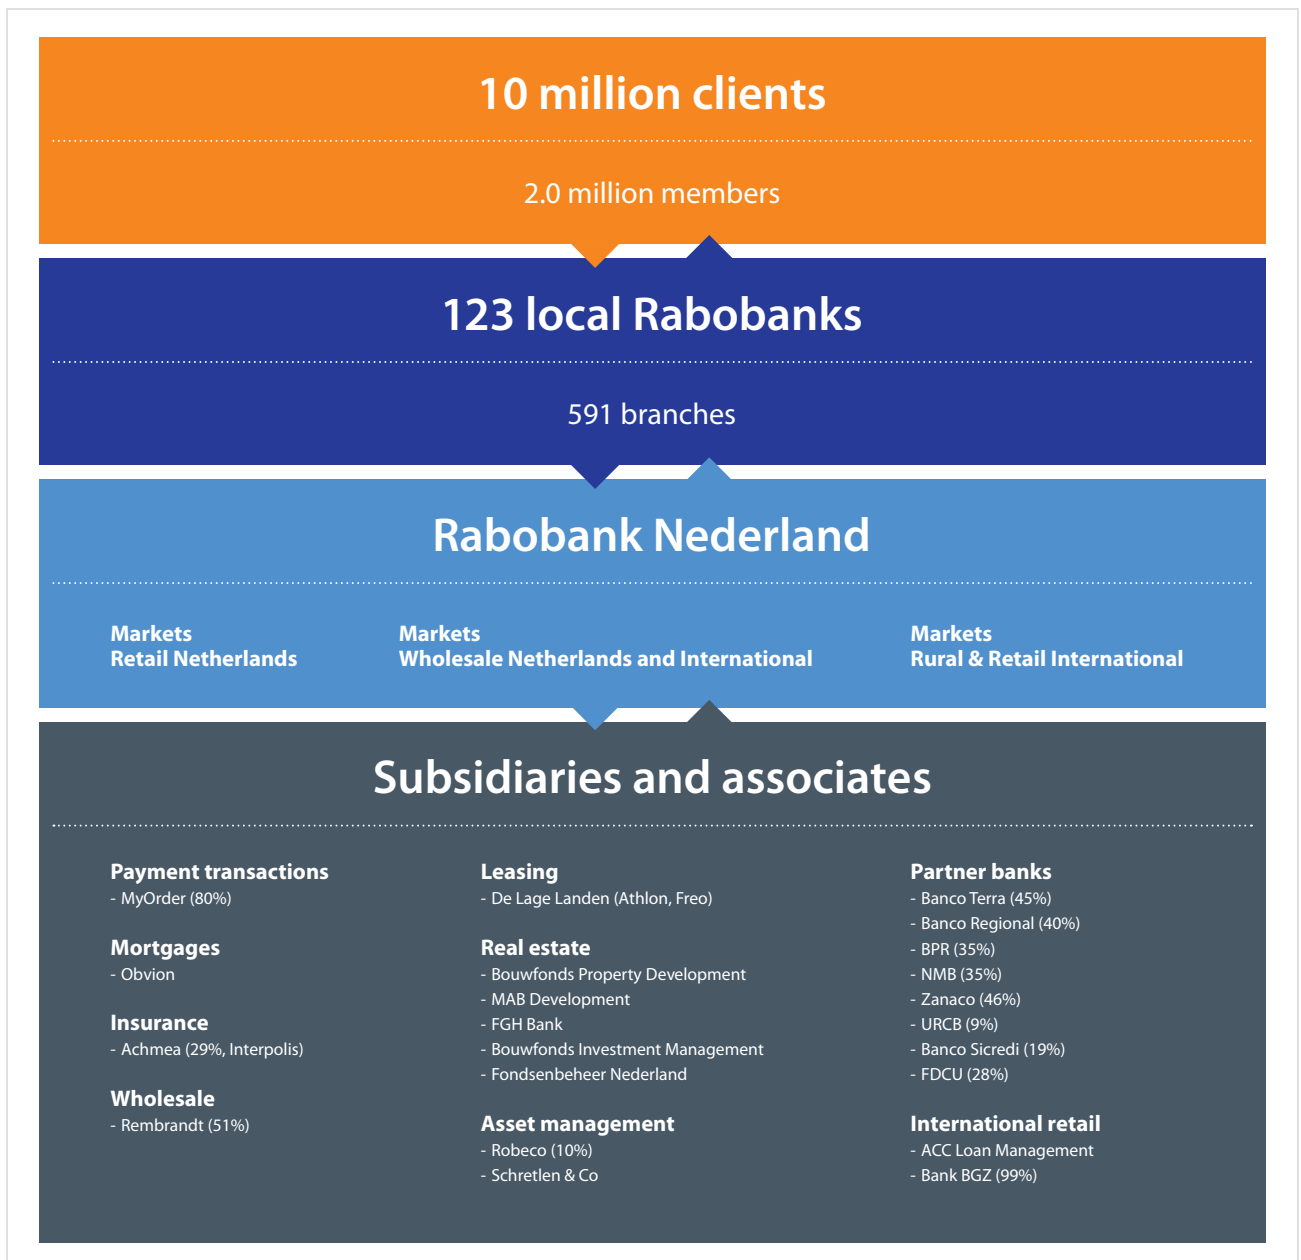 10 million clients
2.0 million members
123 local Rabobanks
591 branches
Rabobank Nederland
Markets
Retail Netherlands
Markets
Wholesale Netherlands and International
Markets
Rural & Retail International
Subsidiaries and associates
Payment transactions
- MyOrder (80%)
Mortgages
- Obvion
Insurance
- Achmea (29%, Interpolis)
Wholesale
- Rembrandt (51%)
Leasing
- De Lage Landen (Athlon, Freo)
Real estate
- Bouwfonds Property Development
- MAB Development
- FGH Bank
- Bouwfonds Investment Management
- Fondsenbeheer Nederland
Asset management
- Robeco (10%)
- Schretlen & Co
Partner banks
- Banco Terra (45%)
- Banco Regional (40%)
- BPR (35%)
- NMB (35%)
- Zanaco (46%)
- URCB (9%)
- Banco Sicredi (19%)
- FDCU (28%)
International retail
- ACC Loan Management
- Bank BGZ (99%)